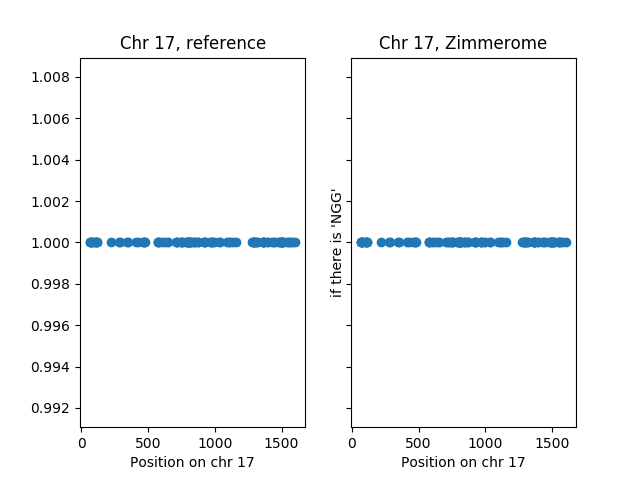 Chr 17, reference
Chr 17, Zimmerome
1.008
1.006
1.004
1.002
1.000
0.998
0.996
0.994
0.992
if there is 'NGG'
0 500 1000 1500
0 500 1000 1500
Position on chr 17
Position on chr 17